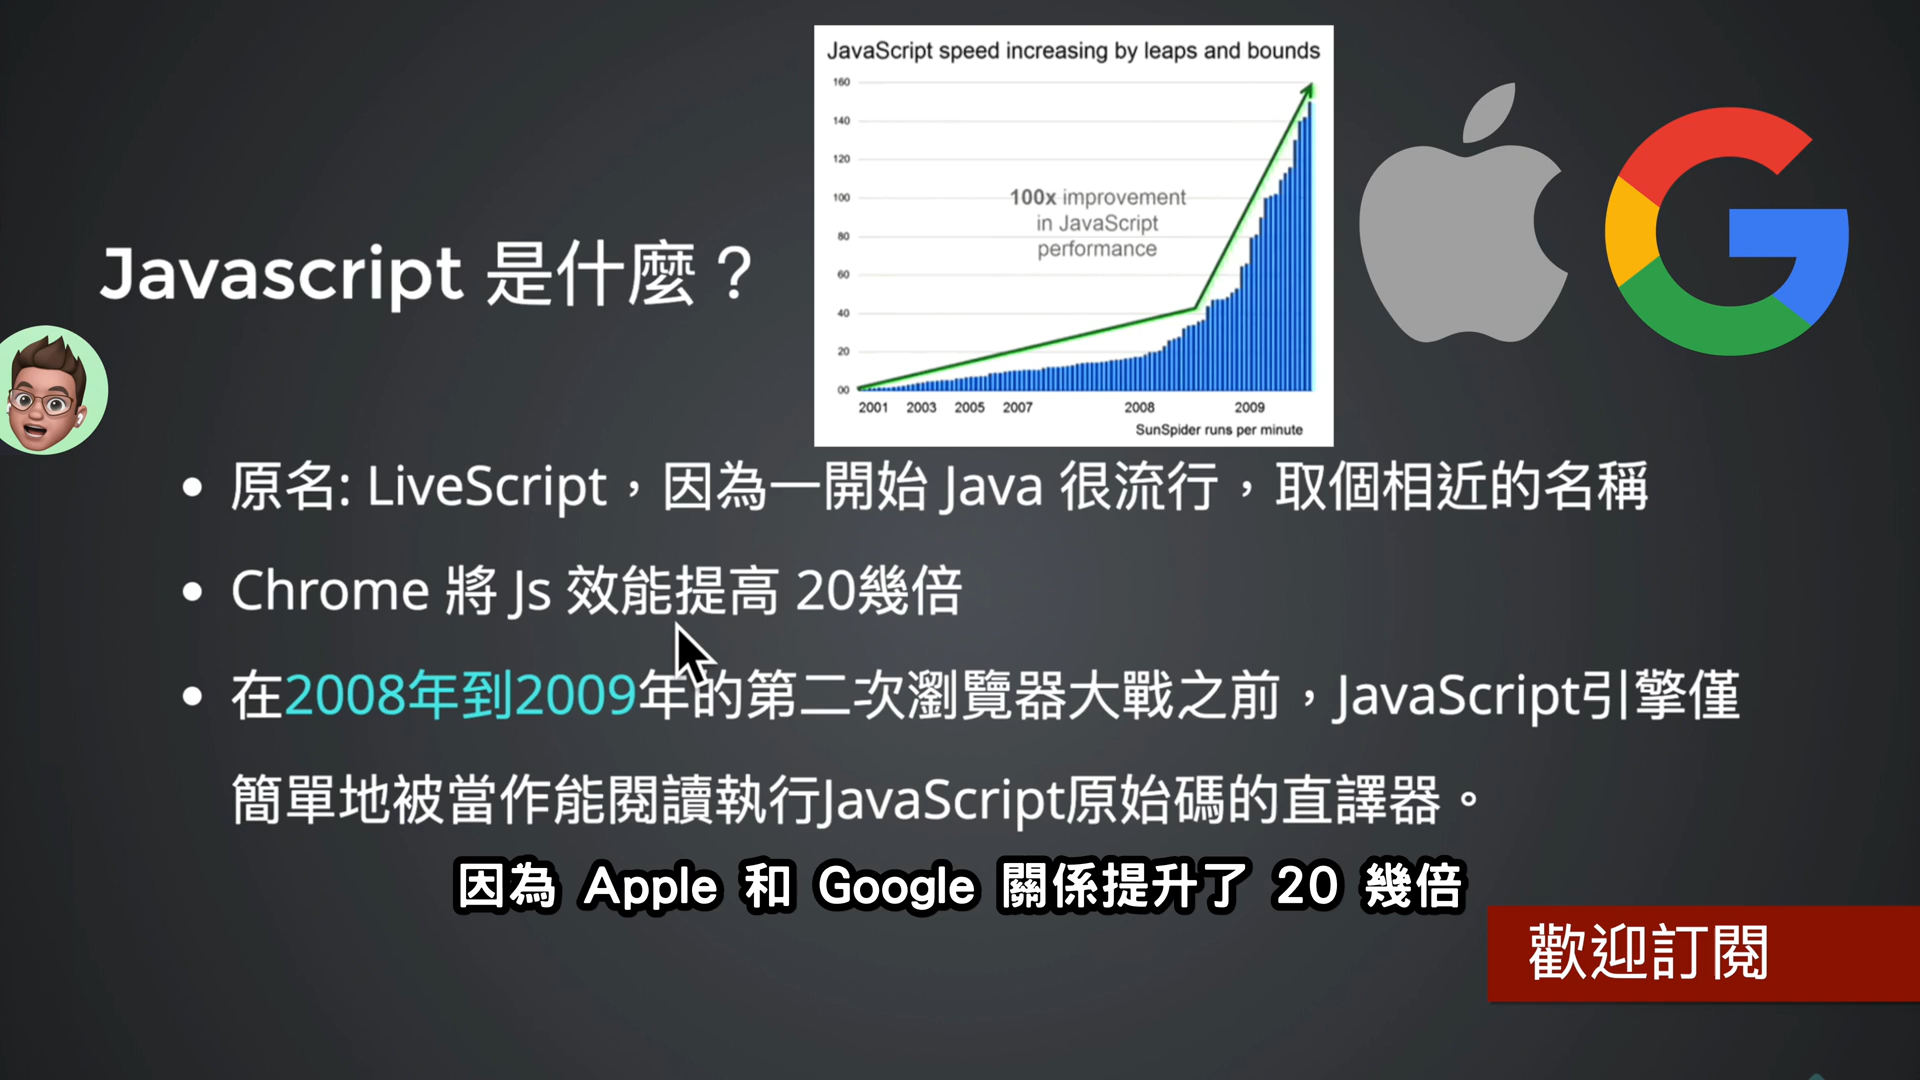 JavaScript speed increasing by leaps and bounds
160
140
120
100
80
60
40
20
00
100x improvement
in JavaScript
performance
2001 2003 2005 2007 2008 2009
SunSpider runs per minute
Javascript 是什麼？
原名: LiveScript，因為一開始 Java 很流行，取個相近的名稱
Chrome 將 Js 效能提高 20幾倍
在2008年到2009年的第二次瀏覽器大戰之前，JavaScript引擎僅
簡單地被當作能閱讀執行JavaScript原始碼的直譯器。
因為 Apple 和 Google 關係提升了 20 幾倍
歡迎訂閱